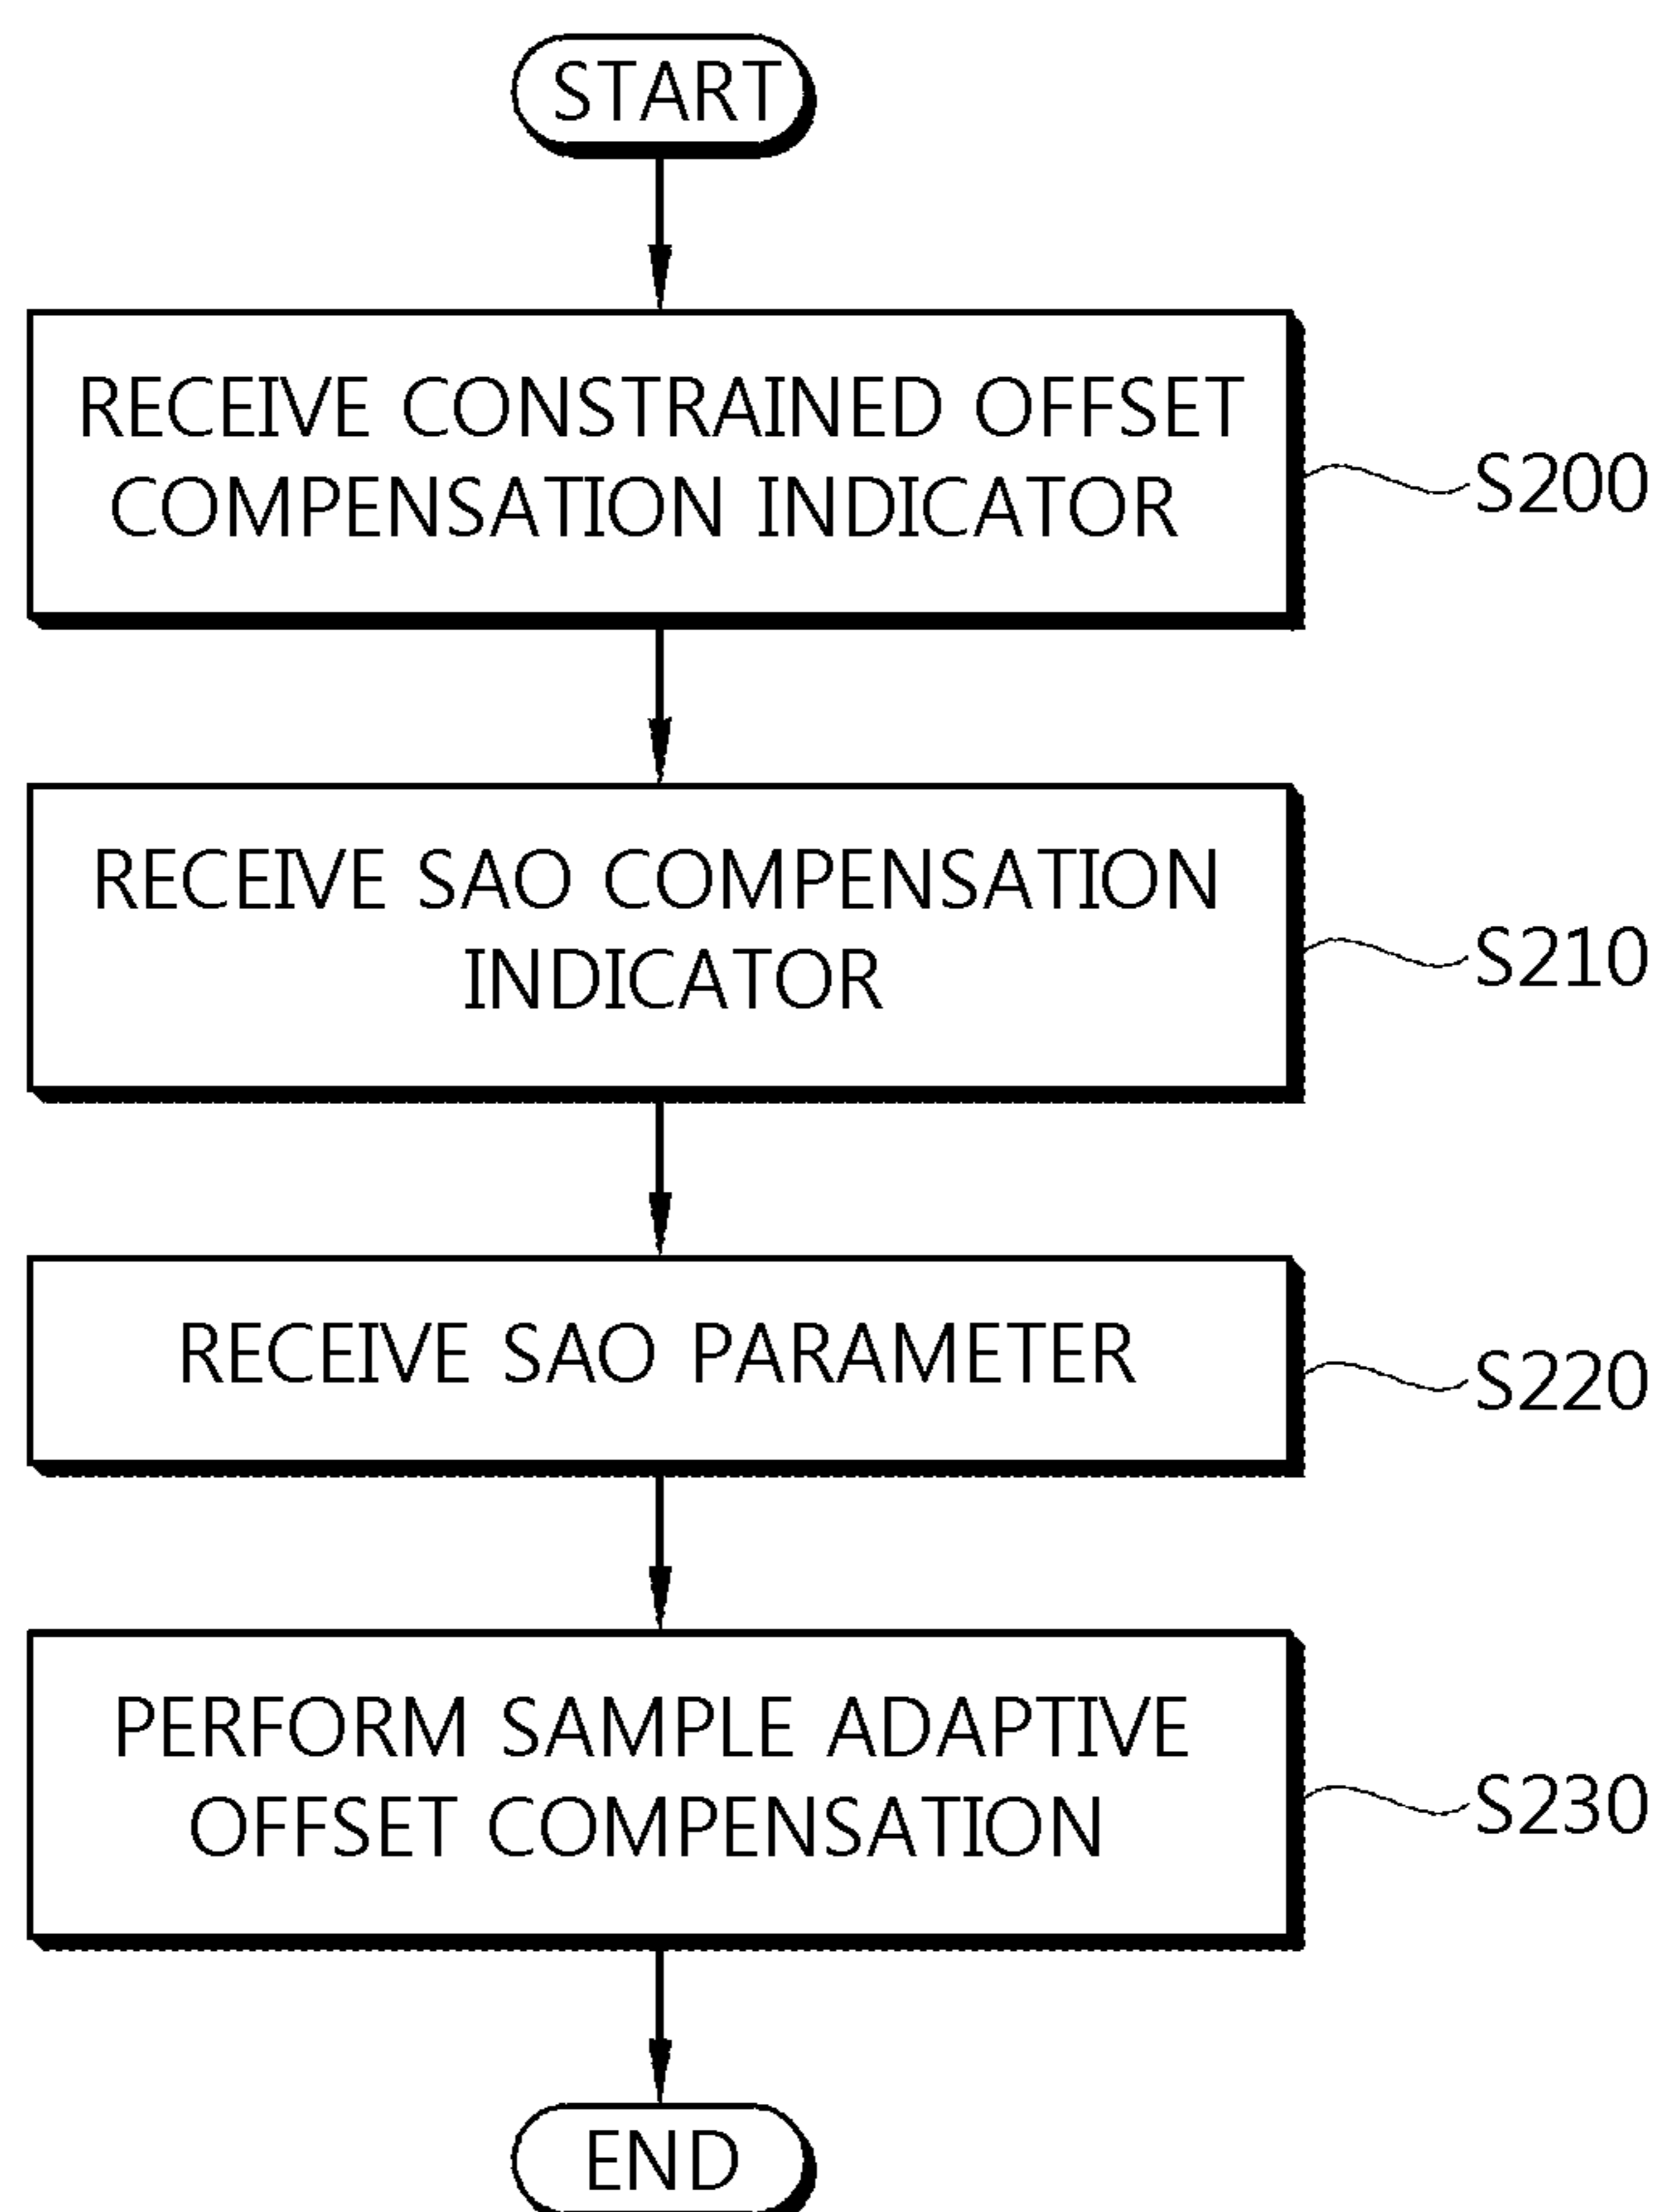 START
RECEIVE CONSTRAINED OFFSET
COMPENSATION INDICATOR
S200
RECEIVE SAO COMPENSATION
INDICATOR
S210
RECEIVE SAO PARAMETER
S220
PERFORM SAMPLE ADAPTIVE
OFFSET COMPENSATION
S230
END